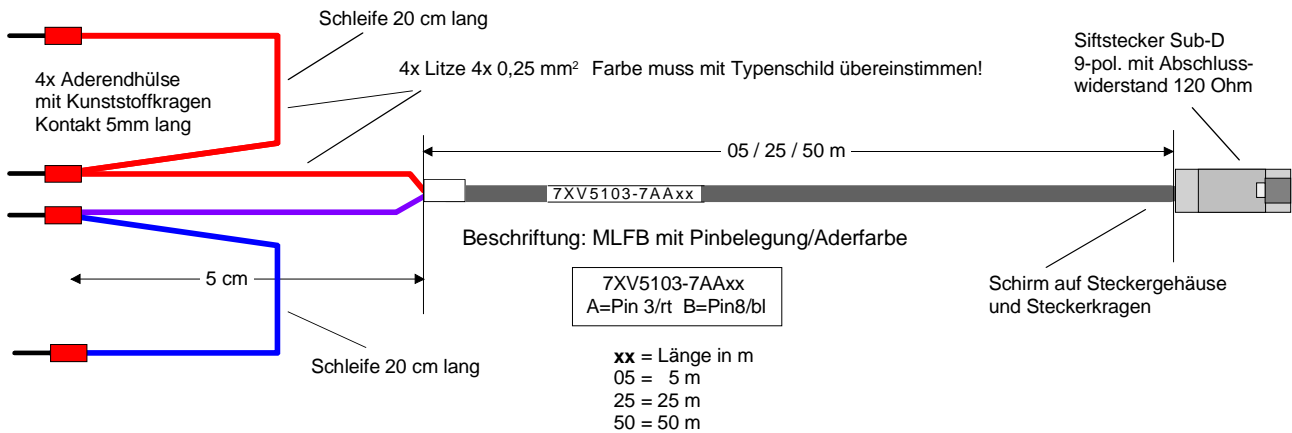 Schleife 20 cm lang
4x Aderendhülse
mit Kunststoffkragen
Kontakt 5mm lang
4x Litze 4x 0,25 mm² Farbe muss mit Typenschild übereinstimmen!
Siftstecker Sub-D
9-pol. mit Abschluss-
widerstand 120 Ohm
05 / 25 / 50 m
7XV5103-7AAxx
Beschriftung: MLFB mit Pinbelegung/Aderfarbe
5 cm
7XV5103-7AAxx
A=Pin 3/rt B=Pin8/bl
Schirm auf Steckergehäuse
und Steckerkragen
Schleife 20 cm lang
xx = Länge in m
05 = 5 m
25 = 25 m
50 = 50 m